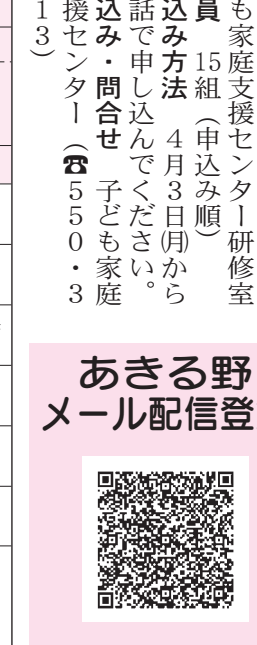 も家庭支援センター研修室
員 15組（申込み順）
込み方法 4月3日㈪から
話で申し込んでください。
込み・問合せ 子ども家庭
援センター（☎550・3
13）
あきる野
メール配信登